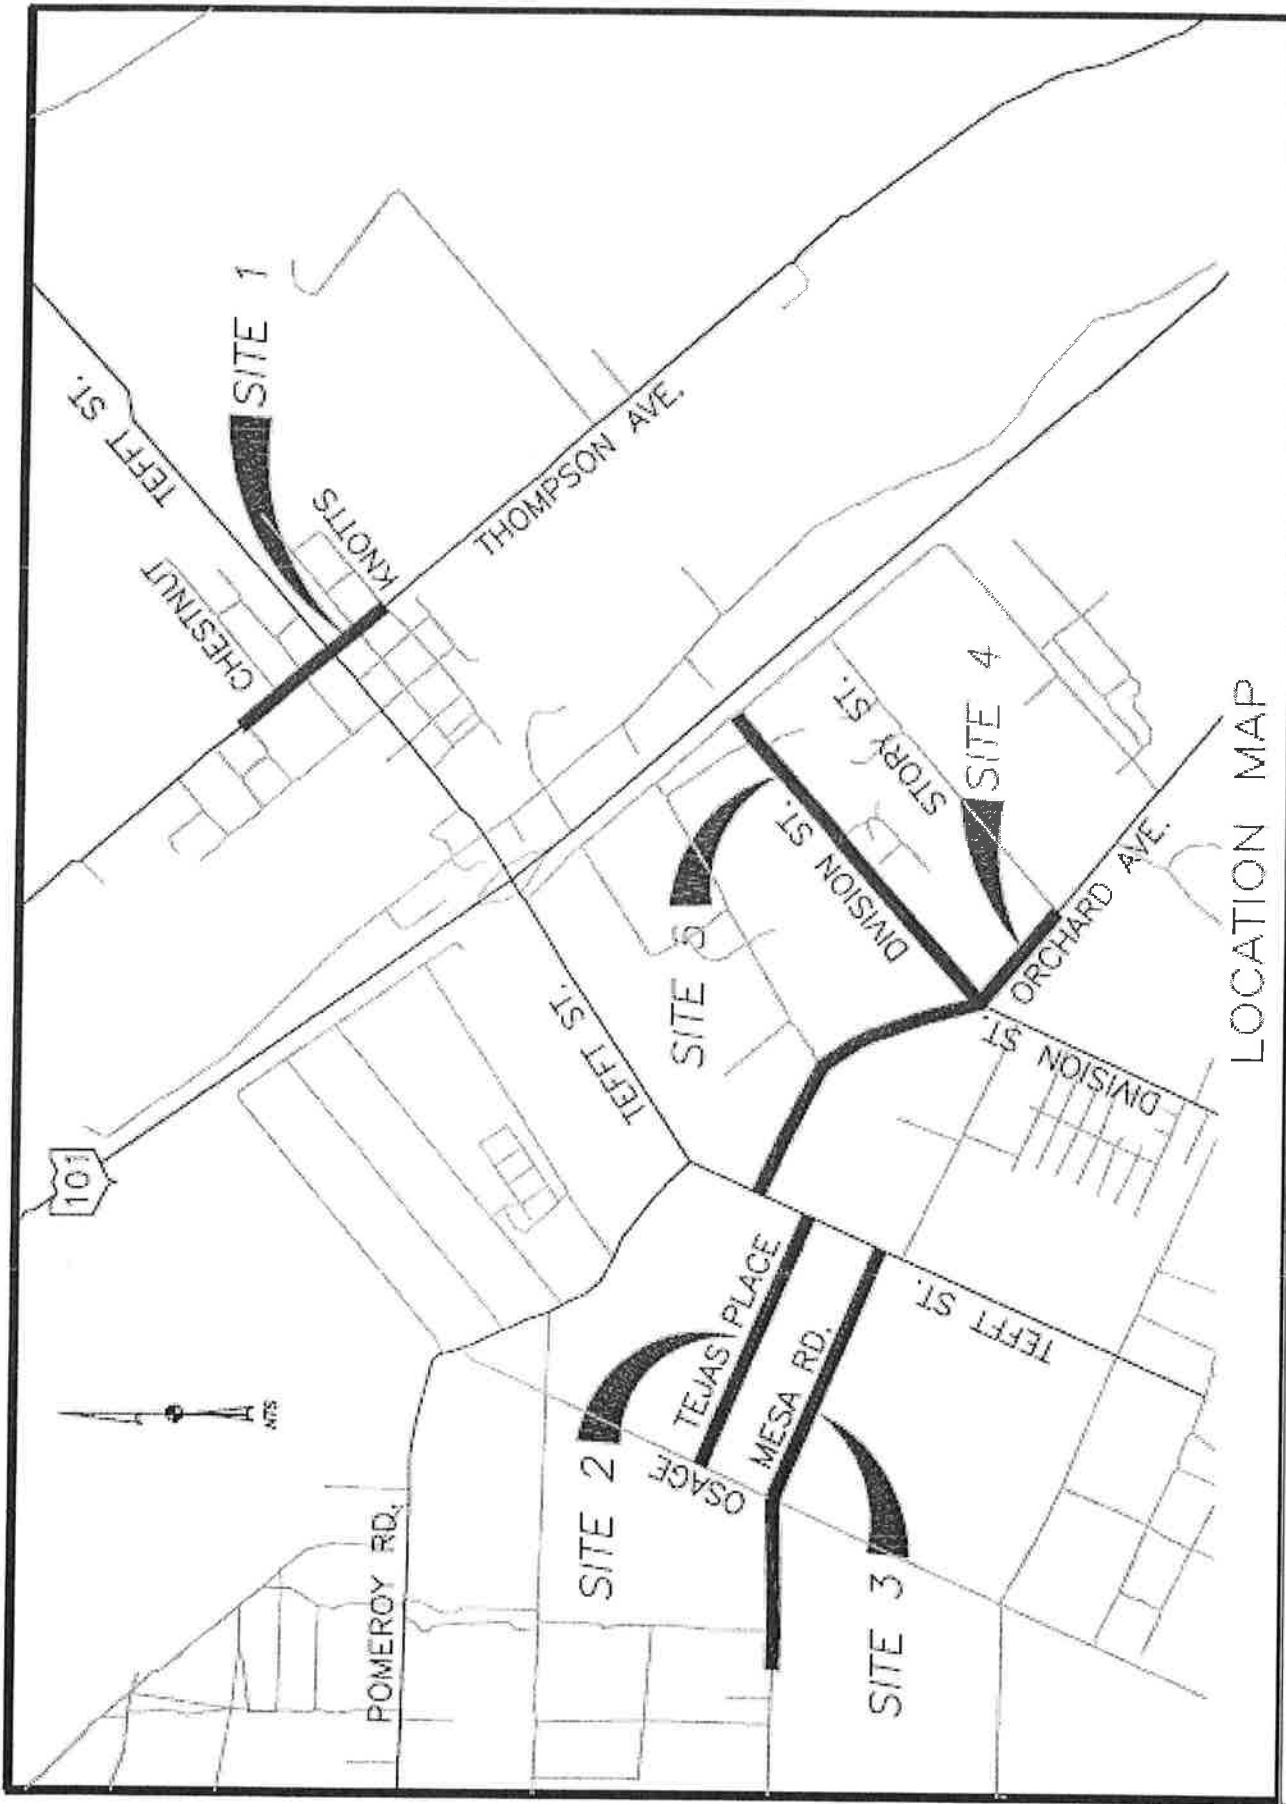 101
NTS
POMEROY RD.
TEFFT ST.
CHESTNUT
KNOTTS
SITE 1
THOMPSON AVE.
TEFFT ST.
SITE 2
OSAGE
TEJAS PLACE
MESA RD.
SITE 3
TEFFT ST.
SITE 5
DIVISION ST.
STORY ST.
SITE 4
ORCHARD AVE.
DIVISION ST.
LOCATION MAP